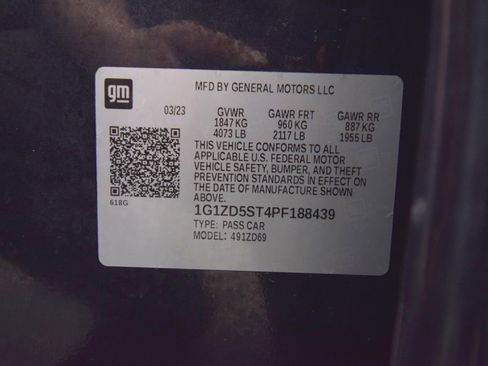 gm
MFD BY GENERAL MOTORS LLC
03/23 GVWR GAWR FRT GAWR RR
1847 KG 960 KG 887 KG
4073 LB 2117 LB 1955 LB
THIS VEHICLE CONFORMS TO ALL
APPLICABLE U.S. FEDERAL MOTOR
VEHICLE SAFETY, BUMPER, AND THEFT
PREVENTION STANDARDS IN EFFECT ON
THE DATE OF MANUFACTURE SHOWN
ABOVE.
618G
1G1ZD5ST4PF188439
TYPE: PASS CAR
MODEL: 491ZD69